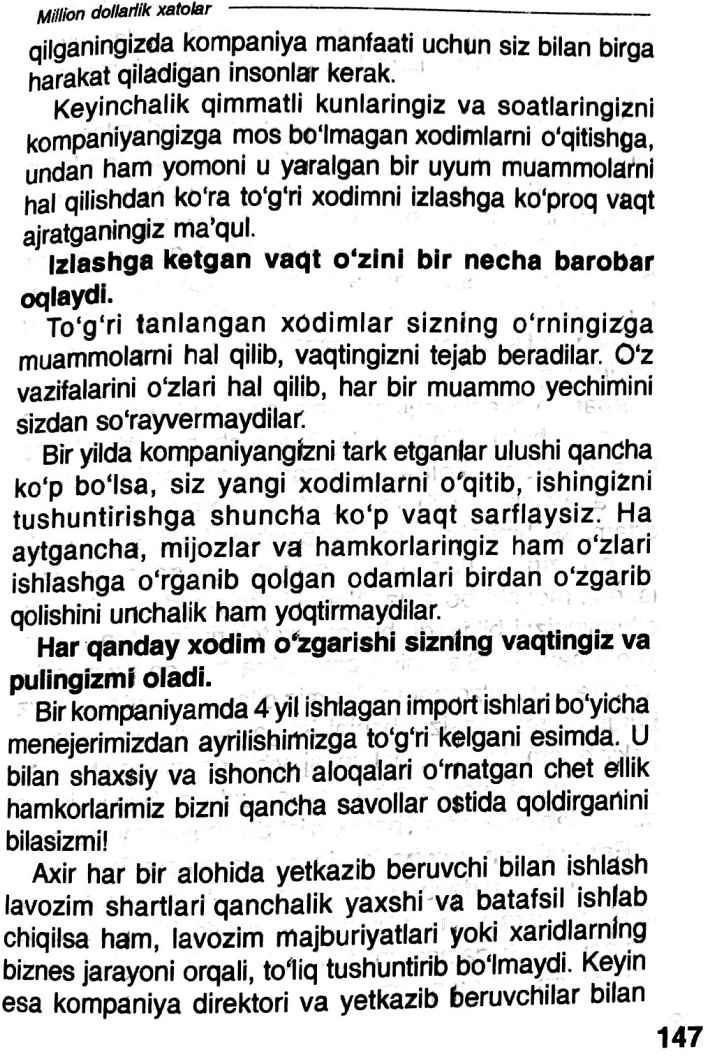 Million dollarlik xatolar
qilganingizda kompaniya manfaati uchun siz bilan birga
harakat qiladigan insonlar kerak.
Keyinchalik qimmatli kunlaringiz va soatlaringizni
kompaniyangizga mos bo‘lmagan xodimlarni o‘qitishga,
undan ham yomoni u yaralgan bir uyum muammolarni
hal qilishdan ko‘ra to‘g‘ri xodimni izlashga ko‘proq vaqt
ajratganingiz ma’qul.
Izlashga ketgan vaqt o‘zini bir necha barobar
oqlaydi.
To‘g‘ri tanlangan xodimlar sizning o‘rningizga
muammolarni hal qilib, vaqtingizni tejab beradilar. O‘z
vazifalarini o‘zlari hal qilib, har bir muammo yechimini
sizdan so‘rayvermaydilar.
Bir yilda kompaniyangizni tark etganlar ulushi qancha
ko‘p bo‘lsa, siz yangi xodimlarni o‘qitib, ishingizni
tushuntirishga shuncha ko‘p vaqt sarflaysiz. Ha
aytgancha, mijozlar va hamkorlaringiz ham o‘zlari
ishlashga o‘rganib qolgan odamlari birdan o‘zgarib
qolishini unchalik ham yoqtirmaydilar.
Har qanday xodim o‘zgarishi sizning vaqtingiz va
pulingizmi oladi.
Bir kompaniyamda 4 yil ishlagan import ishlari bo‘yicha
menejerimizdan ayrilishimizga to‘g‘ri kelgani esimda. U
bilan shaxsiy va ishonch aloqalari o‘rnatgan chet ellik
hamkorlarimiz bizni qancha savollar ostida qoldirganini
bilasizmi!
Axir har bir alohida yetkazib beruvchi bilan ishlash
lavozim shartlari qanchalik yaxshi va batafsil ishlab
chiqilsa ham, lavozim majburiyatlari yoki xaridlarning
biznes jarayoni orqali, to‘liq tushuntirib bo‘lmaydi. Keyin
esa kompaniya direktori va yetkazib beruvchilar bilan
147